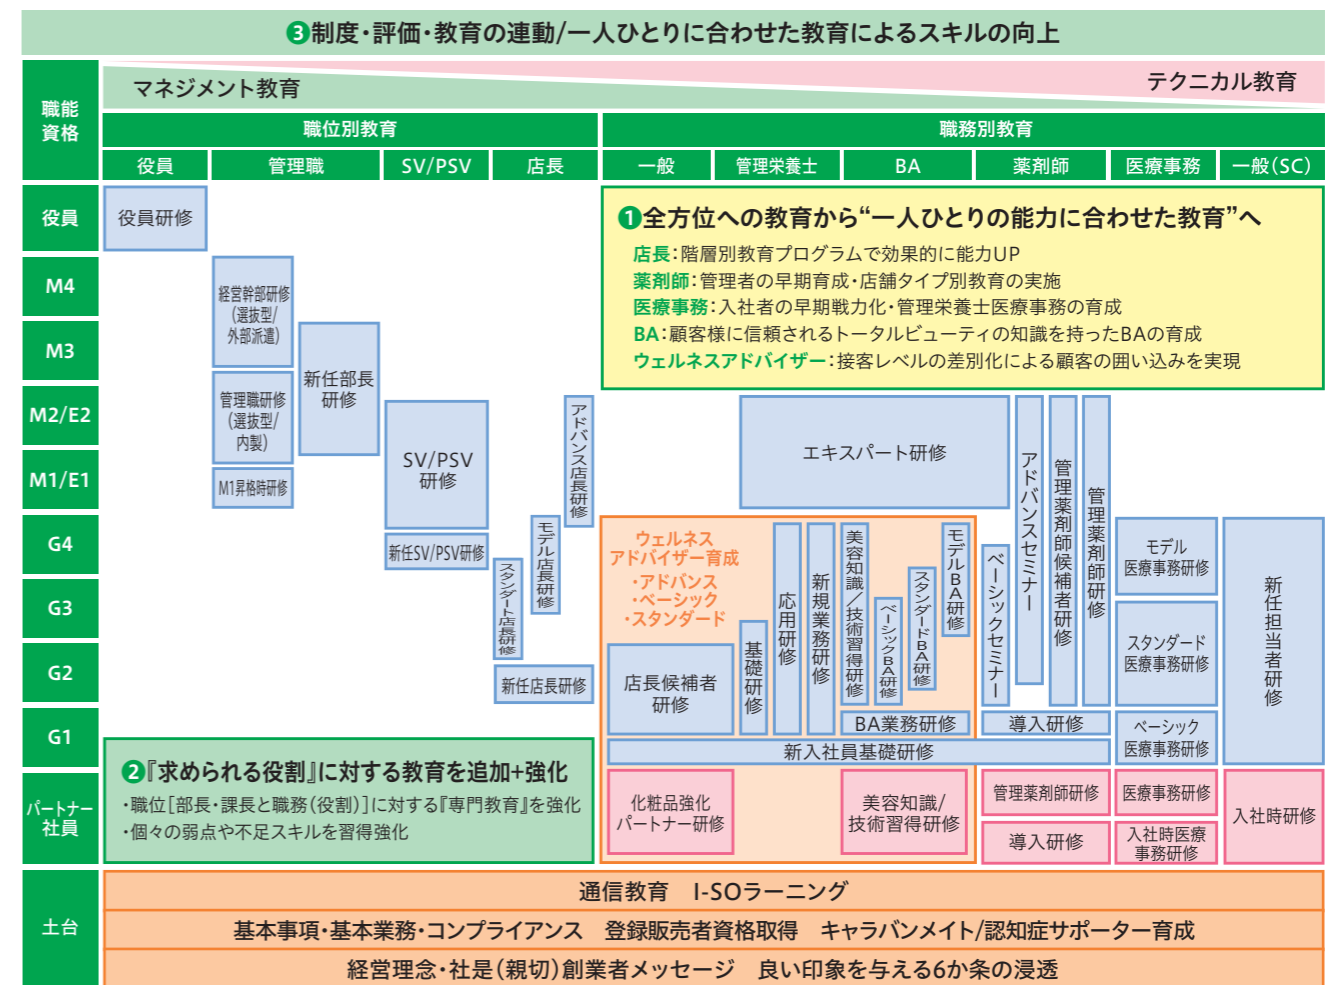 ❸制度・評価・教育の連動/一人ひとりに合わせた教育によるスキルの向上
職能
資格
マネジメント教育
テクニカル教育
職位別教育
職務別教育
役員
管理職
SV/PSV
店長
一般
管理栄養士
BA
薬剤師
医療事務
一般(SC)
役員
M4
M3
M2/E2
M1/E1
G4
G3
G2
G1
パートナー
社員
土台
役員研修
経営幹部研修
(選抜型/
外部派遣)
新任部長
研修
管理職研修
(選抜型/
内製)
M1昇格時研修
SV/PSV
研修
新任SV/PSV研修
アドバンス店長研修
モデル店長研修
スタンダート店長研修
新任店長研修
❶全方位への教育から“一人ひとりの能力に合わせた教育”へ
店長:階層別教育プログラムで効果的に能力UP
薬剤師:管理者の早期育成・店舗タイプ別教育の実施
医療事務:入社者の早期戦力化・管理栄養士医療事務の育成
BA:顧客様に信頼されるトータルビューティの知識を持ったBAの育成
ウェルネスアドバイザー:接客レベルの差別化による顧客の囲い込みを実現
エキスパート研修
ウェルネス
アドバイザー育成
・アドバンス
・ベーシック
・スタンダード
店長候補者
研修
基礎研修
応用研修
新規業務研修
美容知識/技術習得研修
ベーシックBA研修
スタンダードBA研修
モデルBA研修
BA業務研修
ベーシックセミナー
アドバンスセミナー
管理薬剤師候補者研修
管理薬剤師研修
導入研修
モデル
医療事務研修
スタンダード
医療事務研修
ベーシック
医療事務研修
新任担当者研修
新入社員基礎研修
❷『求められる役割』に対する教育を追加+強化
・職位[部長・課長と職務(役割)]に対する『専門教育』を強化
・個々の弱点や不足スキルを習得強化
化粧品強化
パートナー研修
美容知識/
技術習得研修
管理薬剤師研修
導入研修
医療事務研修
入社時医療
事務研修
入社時研修
通信教育 I-SOラーニング
基本事項・基本業務・コンプライアンス 登録販売者資格取得 キャラバンメイト/認知症サポーター育成
経営理念・社是(親切)創業者メッセージ 良い印象を与える6か条の浸透